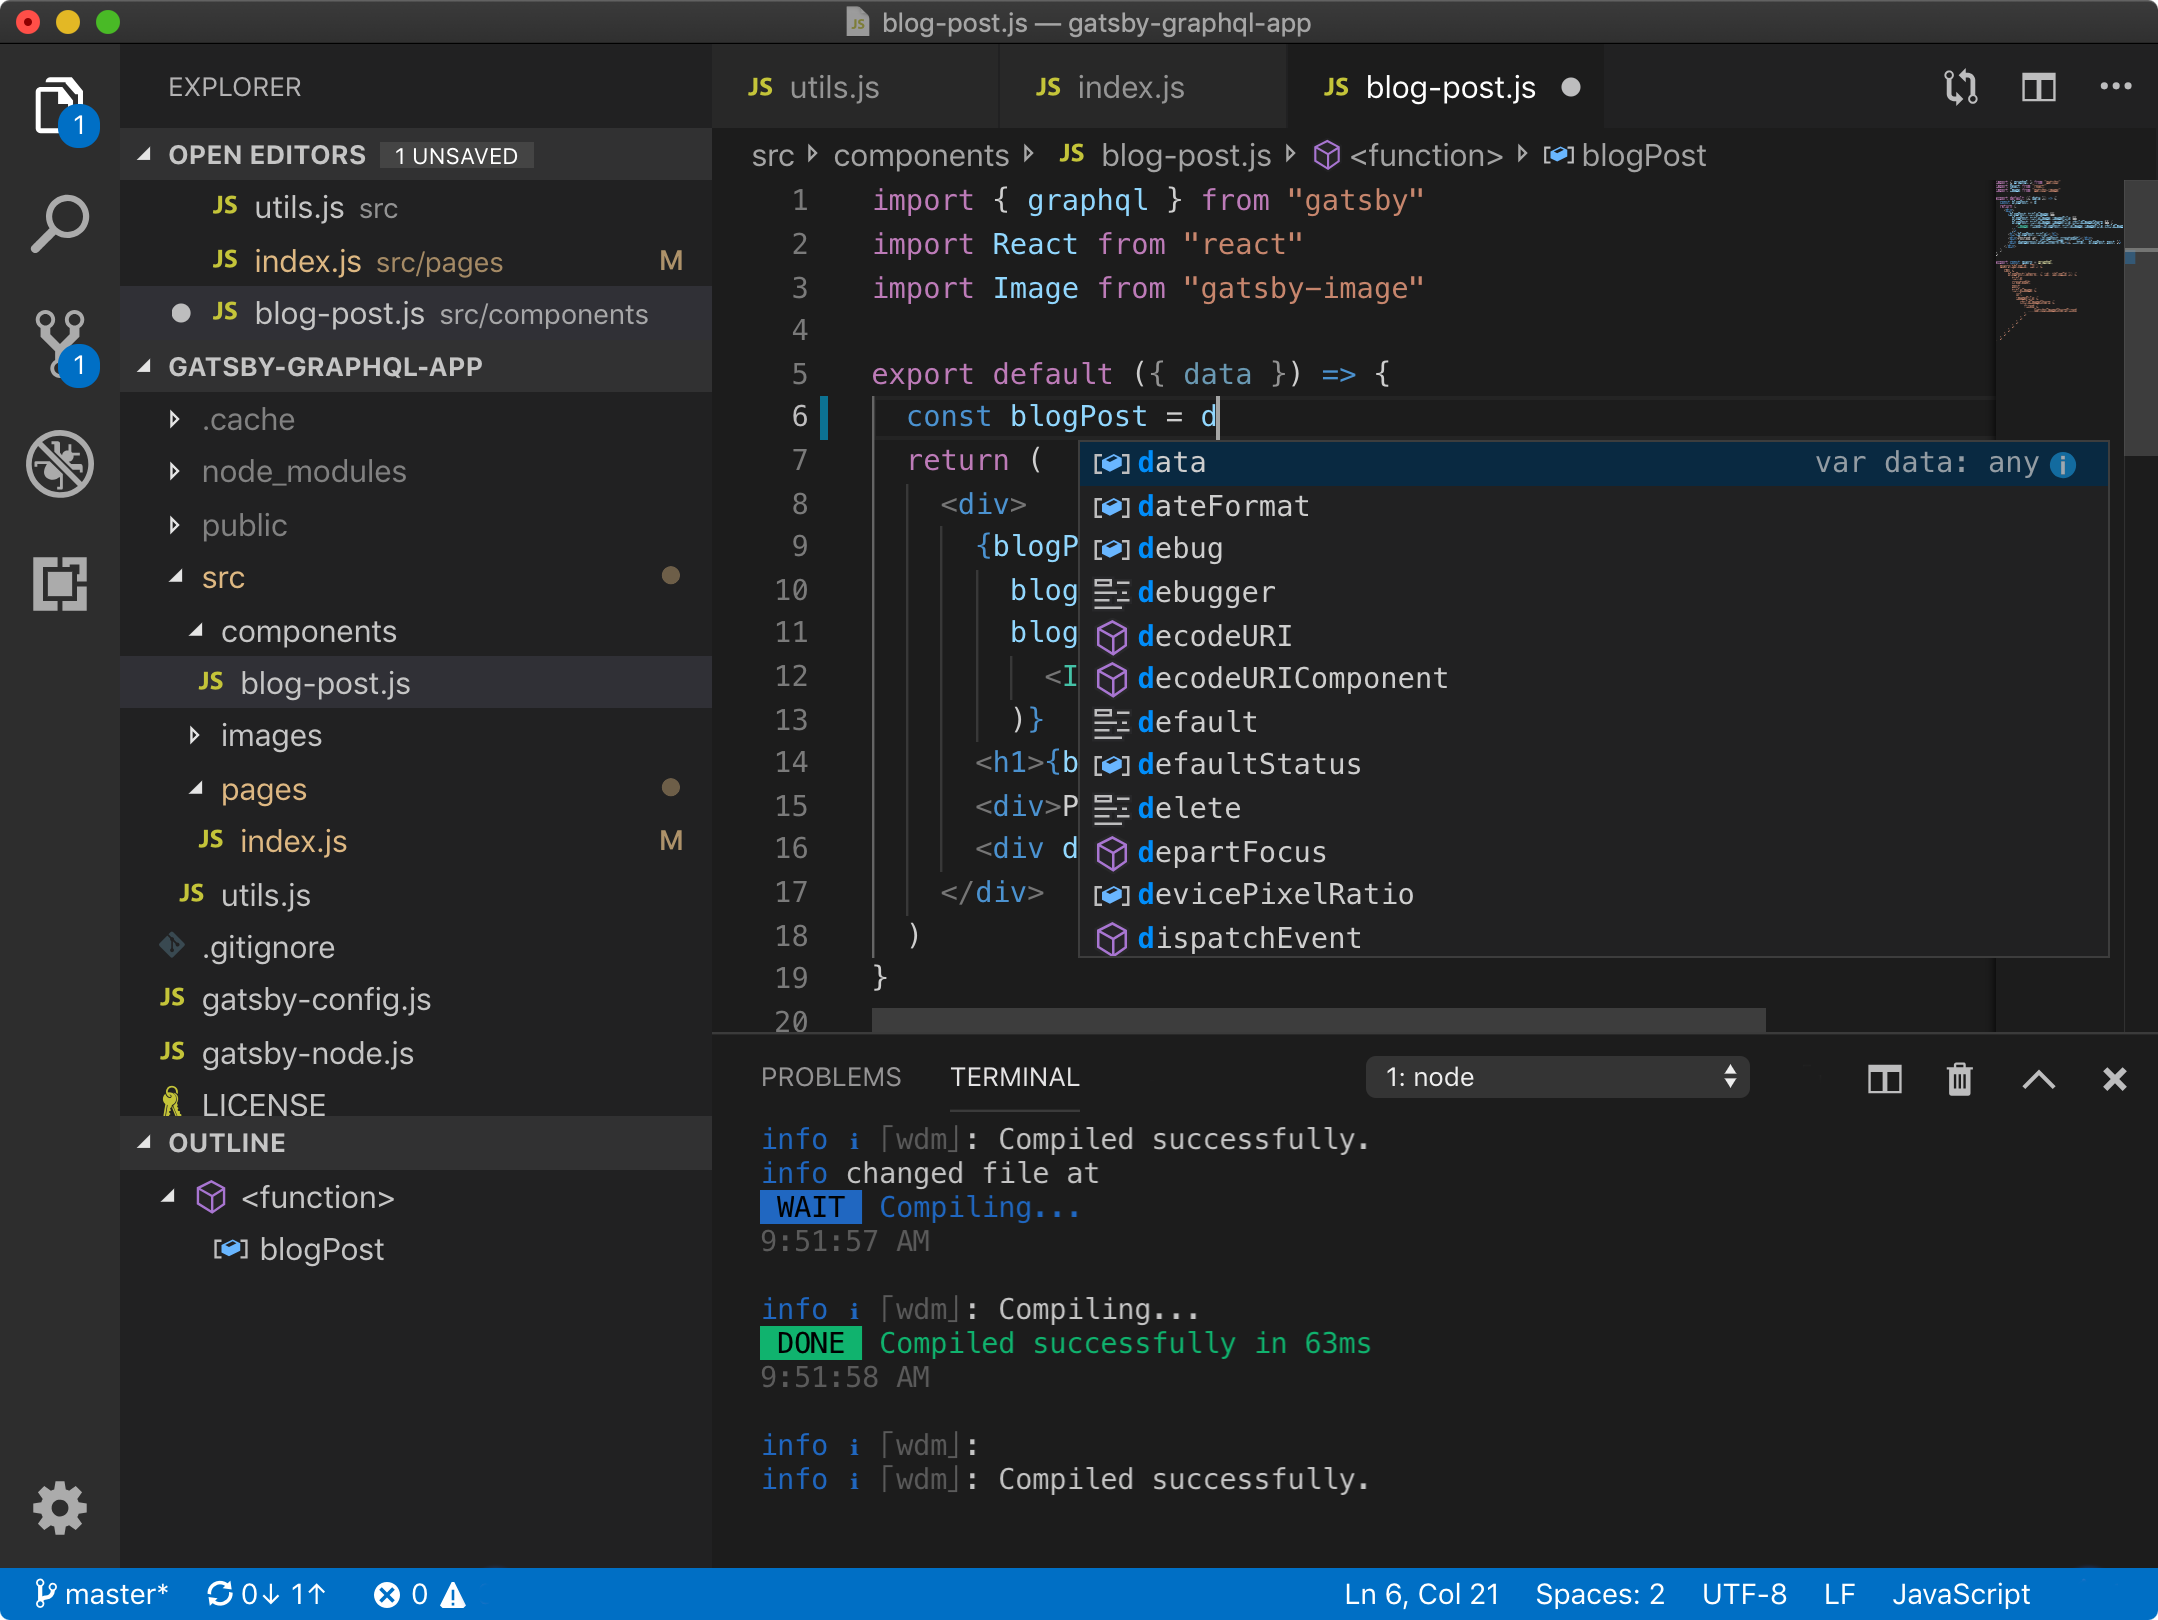 blog-post.js — gatsby-graphql-app
EXPLORER
1
1
OPEN EDITORS 1 UNSAVED
JS utils.js src
JS index.js src/pages M
JS blog-post.js src/components
GATSBY-GRAPHQL-APP
.cache
node_modules
public
src
components
JS blog-post.js
images
pages
JS index.js M
JS utils.js
.gitignore
JS gatsby-config.js
JS gatsby-node.js
LICENSE
OUTLINE
<function>
blogPost
JS utils.js
JS index.js
JS blog-post.js
src components JS blog-post.js <function> blogPost
1 import { graphql } from "gatsby"
2 import React from "react"
3 import Image from "gatsby-image"
4
5 export default ({ data }) => {
6 const blogPost = d
7 return (
8 <div>
9 {blogP
10 blog
11 blog
12 <I
13 )}
14 <h1>{b
15 <div>P
16 <div d
17 </div>
18 )
19 }
20
data var data: any
dateFormat
debug
debugger
decodeURI
decodeURIComponent
default
defaultStatus
delete
departFocus
devicePixelRatio
dispatchEvent
PROBLEMS TERMINAL 1: node
info i ⌈wdm⌋: Compiled successfully.
info changed file at
WAIT Compiling...
9:51:57 AM
info i ⌈wdm⌋: Compiling...
DONE Compiled successfully in 63ms
9:51:58 AM
info i ⌈wdm⌋:
info i ⌈wdm⌋: Compiled successfully.
master* 0↓ 1↑ 0 Ln 6, Col 21 Spaces: 2 UTF-8 LF JavaScript